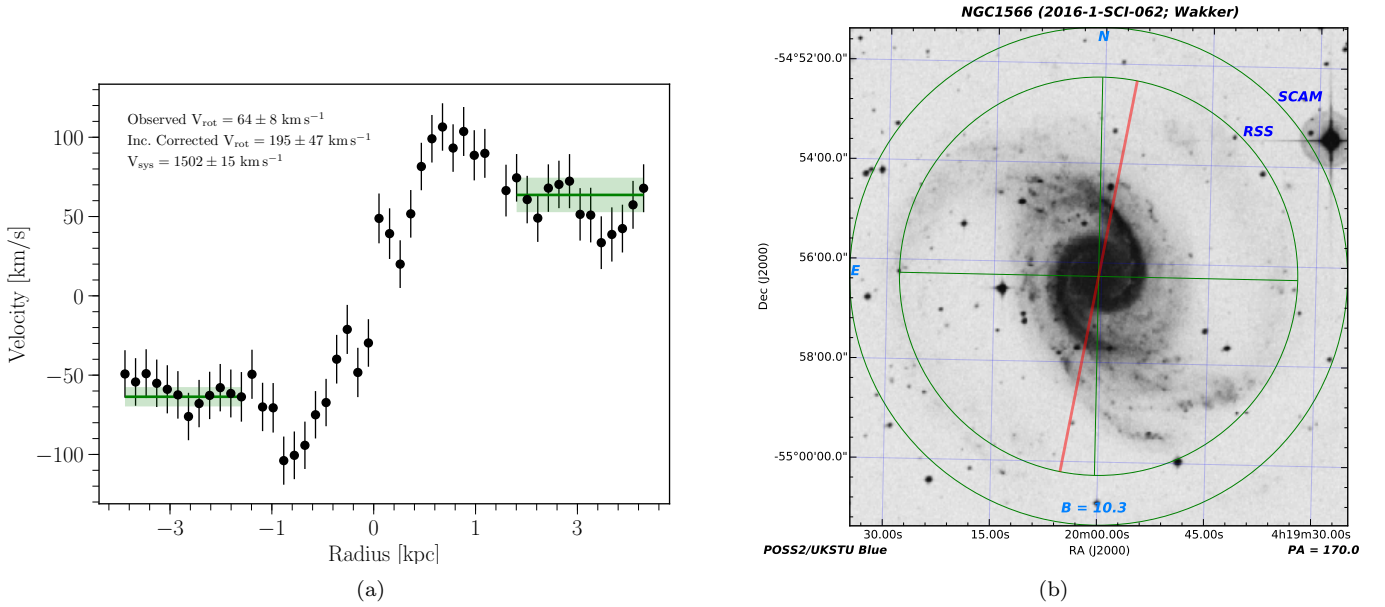 NGC1566 (2016-1-SCI-062; Wakker)
Observed V_rot = 64 ± 8 km s⁻¹
Inc. Corrected V_rot = 195 ± 47 km s⁻¹
V_sys = 1502 ± 15 km s⁻¹
100
50
0
−50
−100
Velocity [km/s]
−3
−1
0
1
3
Radius [kpc]
(a)
N
SCAM
RSS
E
B = 10.3
-54°52'00.0"
54'00.0"
56'00.0"
58'00.0"
-55°00'00.0"
Dec (J2000)
30.00s
15.00s
20m00.00s
45.00s
4h19m30.00s
POSS2/UKSTU Blue
RA (J2000)
PA = 170.0
(b)